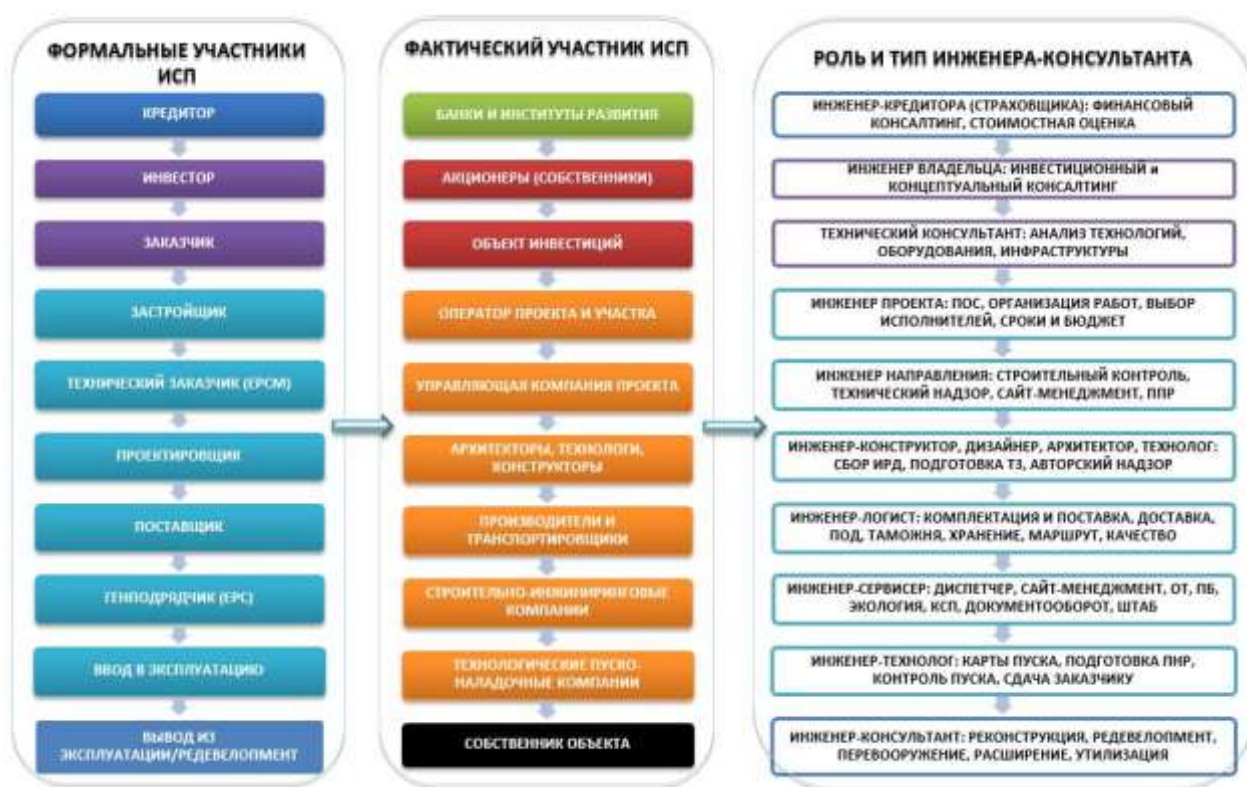 ФОРМАЛЬНЫЕ УЧАСТНИКИ
ИСП
КРЕДИТОР
ИНВЕСТОР
ЗАКАЗЧИК
ЗАСТРОЙЩИК
ТЕХНИЧЕСКИЙ ЗАКАЗЧИК (EPCM)
ПРОЕКТИРОВЩИК
ПОСТАВЩИК
ГЕНПОДРЯДЧИК (EPC)
ВВОД В ЭКСПЛУАТАЦИЮ
ВЫВОД ИЗ
ЭКСПЛУАТАЦИИ/РЕДЕВЕЛОПМЕНТ
ФАКТИЧЕСКИЙ УЧАСТНИК ИСП
БАНКИ И ИНСТИТУТЫ РАЗВИТИЯ
АКЦИОНЕРЫ (СОБСТВЕННИКИ)
ОБЪЕКТ ИНВЕСТИЦИЙ
ОПЕРАТОР ПРОЕКТА И УЧАСТКА
УПРАВЛЯЮЩАЯ КОМПАНИЯ ПРОЕКТА
АРХИТЕКТОРЫ, ТЕХНОЛОГИ,
КОНСТРУКТОРЫ
ПРОИЗВОДИТЕЛИ И
ТРАНСПОРТИРОВЩИКИ
СТРОИТЕЛЬНО-ИНЖИНИРИНГОВЫЕ
КОМПАНИИ
ТЕХНОЛОГИЧЕСКИЕ ПУСКО-
НАЛАДОЧНЫЕ КОМПАНИИ
СОБСТВЕННИК ОБЪЕКТА
РОЛЬ И ТИП ИНЖЕНЕРА-КОНСУЛЬТАНТА
ИНЖЕНЕР-КРЕДИТОРА (СТРАХОВЩИКА): ФИНАНСОВЫЙ
КОНСАЛТИНГ, СТОИМОСТНАЯ ОЦЕНКА
ИНЖЕНЕР ВЛАДЕЛЬЦА: ИНВЕСТИЦИОННЫЙ и
КОНЦЕПТУАЛЬНЫЙ КОНСАЛТИНГ
ТЕХНИЧЕСКИЙ КОНСУЛЬТАНТ: АНАЛИЗ ТЕХНОЛОГИЙ,
ОБОРУДОВАНИЯ, ИНФРАСТРУКТУРЫ
ИНЖЕНЕР ПРОЕКТА: ПОС, ОРГАНИЗАЦИЯ РАБОТ, ВЫБОР
ИСПОЛНИТЕЛЕЙ, СРОКИ И БЮДЖЕТ
ИНЖЕНЕР НАПРАВЛЕНИЯ: СТРОИТЕЛЬНЫЙ КОНТРОЛЬ,
ТЕХНИЧЕСКИЙ НАДЗОР, САЙТ-МЕНЕДЖМЕНТ, ППР
ИНЖЕНЕР-КОНСТРУКТОР, ДИЗАЙНЕР, АРХИТЕКТОР, ТЕХНОЛОГ:
СБОР ИРД, ПОДГОТОВКА ТЗ, АВТОРСКИЙ НАДЗОР
ИНЖЕНЕР-ЛОГИСТ: КОМПЛЕКТАЦИЯ И ПОСТАВКА, ДОСТАВКА,
ПОД, ТАМОЖНЯ, ХРАНЕНИЕ, МАРШРУТ, КАЧЕСТВО
ИНЖЕНЕР-СЕРВИСЕР: ДИСПЕТЧЕР, САЙТ-МЕНЕДЖМЕНТ, ОТ, ПБ,
ЭКОЛОГИЯ, КСП, ДОКУМЕНТООБОРОТ, ШТАБ
ИНЖЕНЕР-ТЕХНОЛОГ: КАРТЫ ПУСКА, ПОДГОТОВКА ПНР,
КОНТРОЛЬ ПУСКА, СДАЧА ЗАКАЗЧИКУ
ИНЖЕНЕР-КОНСУЛЬТАНТ: РЕКОНСТРУКЦИЯ, РЕДЕВЕЛОПМЕНТ,
ПЕРЕВООРУЖЕНИЕ, РАСШИРЕНИЕ, УТИЛИЗАЦИЯ